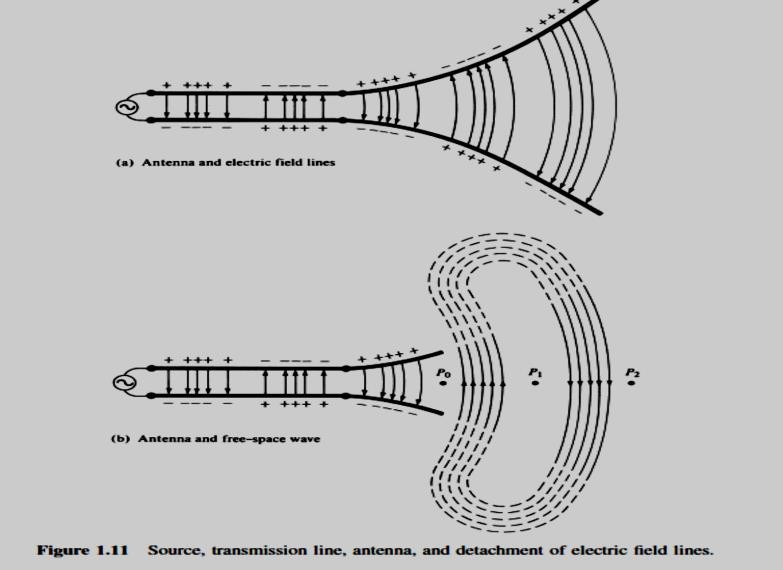 (a) Antenna and electric field lines
P₀ P₁ P₂
(b) Antenna and free-space wave
Figure 1.11 Source, transmission line, antenna, and detachment of electric field lines.